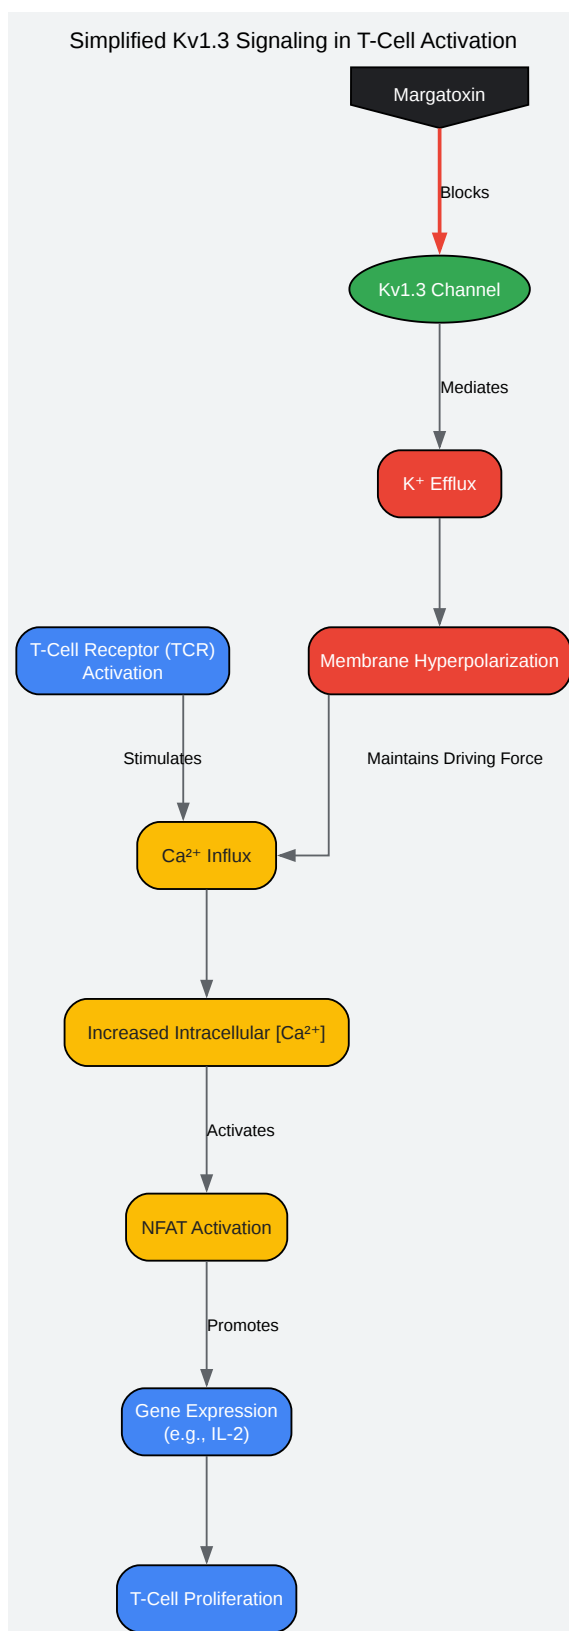 Simplified Kv1.3 Signaling in T-Cell Activation
Margatoxin
Blocks
Kv1.3 Channel
Mediates
K⁺ Efflux
T-Cell Receptor (TCR)
Activation
Membrane Hyperpolarization
Stimulates
Maintains Driving Force
Ca²⁺ Influx
Increased Intracellular [Ca²⁺]
Activates
NFAT Activation
Promotes
Gene Expression
(e.g., IL-2)
T-Cell Proliferation